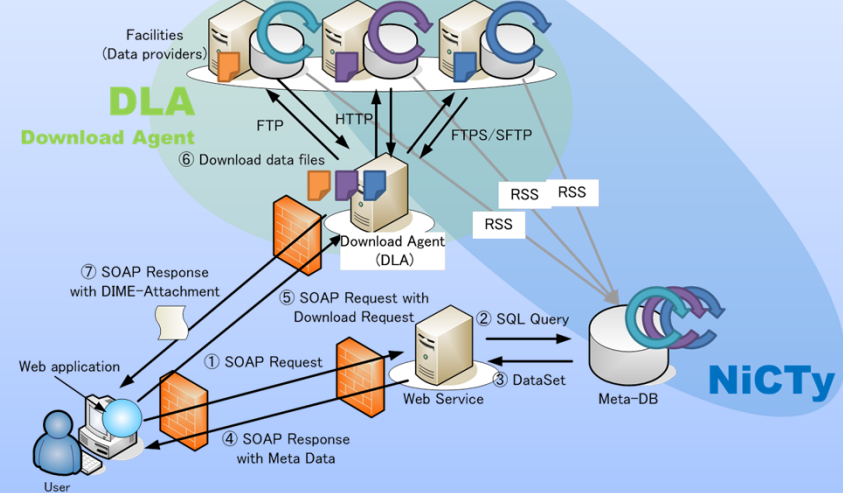 Facilities
(Data providers)
DLA
Download Agent
FTP
HTTP
FTPS/SFTP
⑥ Download data files
RSS
RSS
RSS
Download Agent
(DLA)
⑦ SOAP Response
with DIME-Attachment
⑤ SOAP Request with
Download Request
② SQL Query
Web application
① SOAP Request
③ DataSet
NiCTy
Web Service
Meta-DB
④ SOAP Response
with Meta Data
User